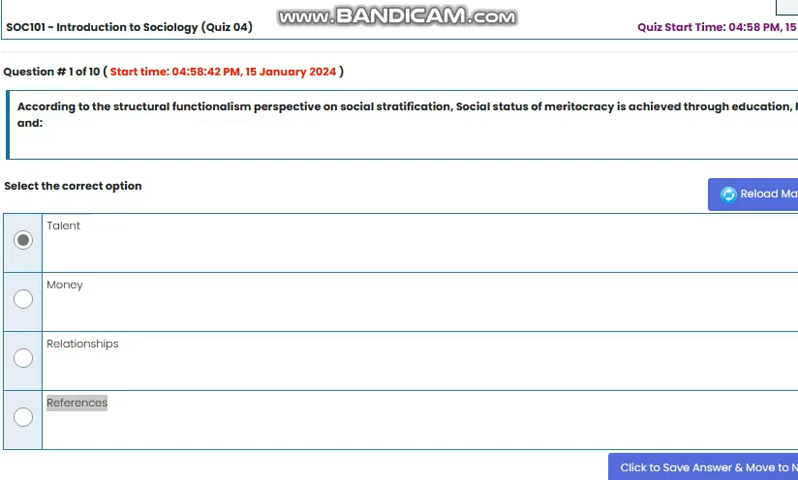 www.BANDICAM.com
SOC101 - Introduction to Sociology (Quiz 04)
Quiz Start Time: 04:58 PM, 15
Question # 1 of 10 ( Start time: 04:58:42 PM, 15 January 2024 )
According to the structural functionalism perspective on social stratification, Social status of meritocracy is achieved through education,
and:
Select the correct option
Reload Ma
Talent
Money
Relationships
References
Click to Save Answer & Move to N